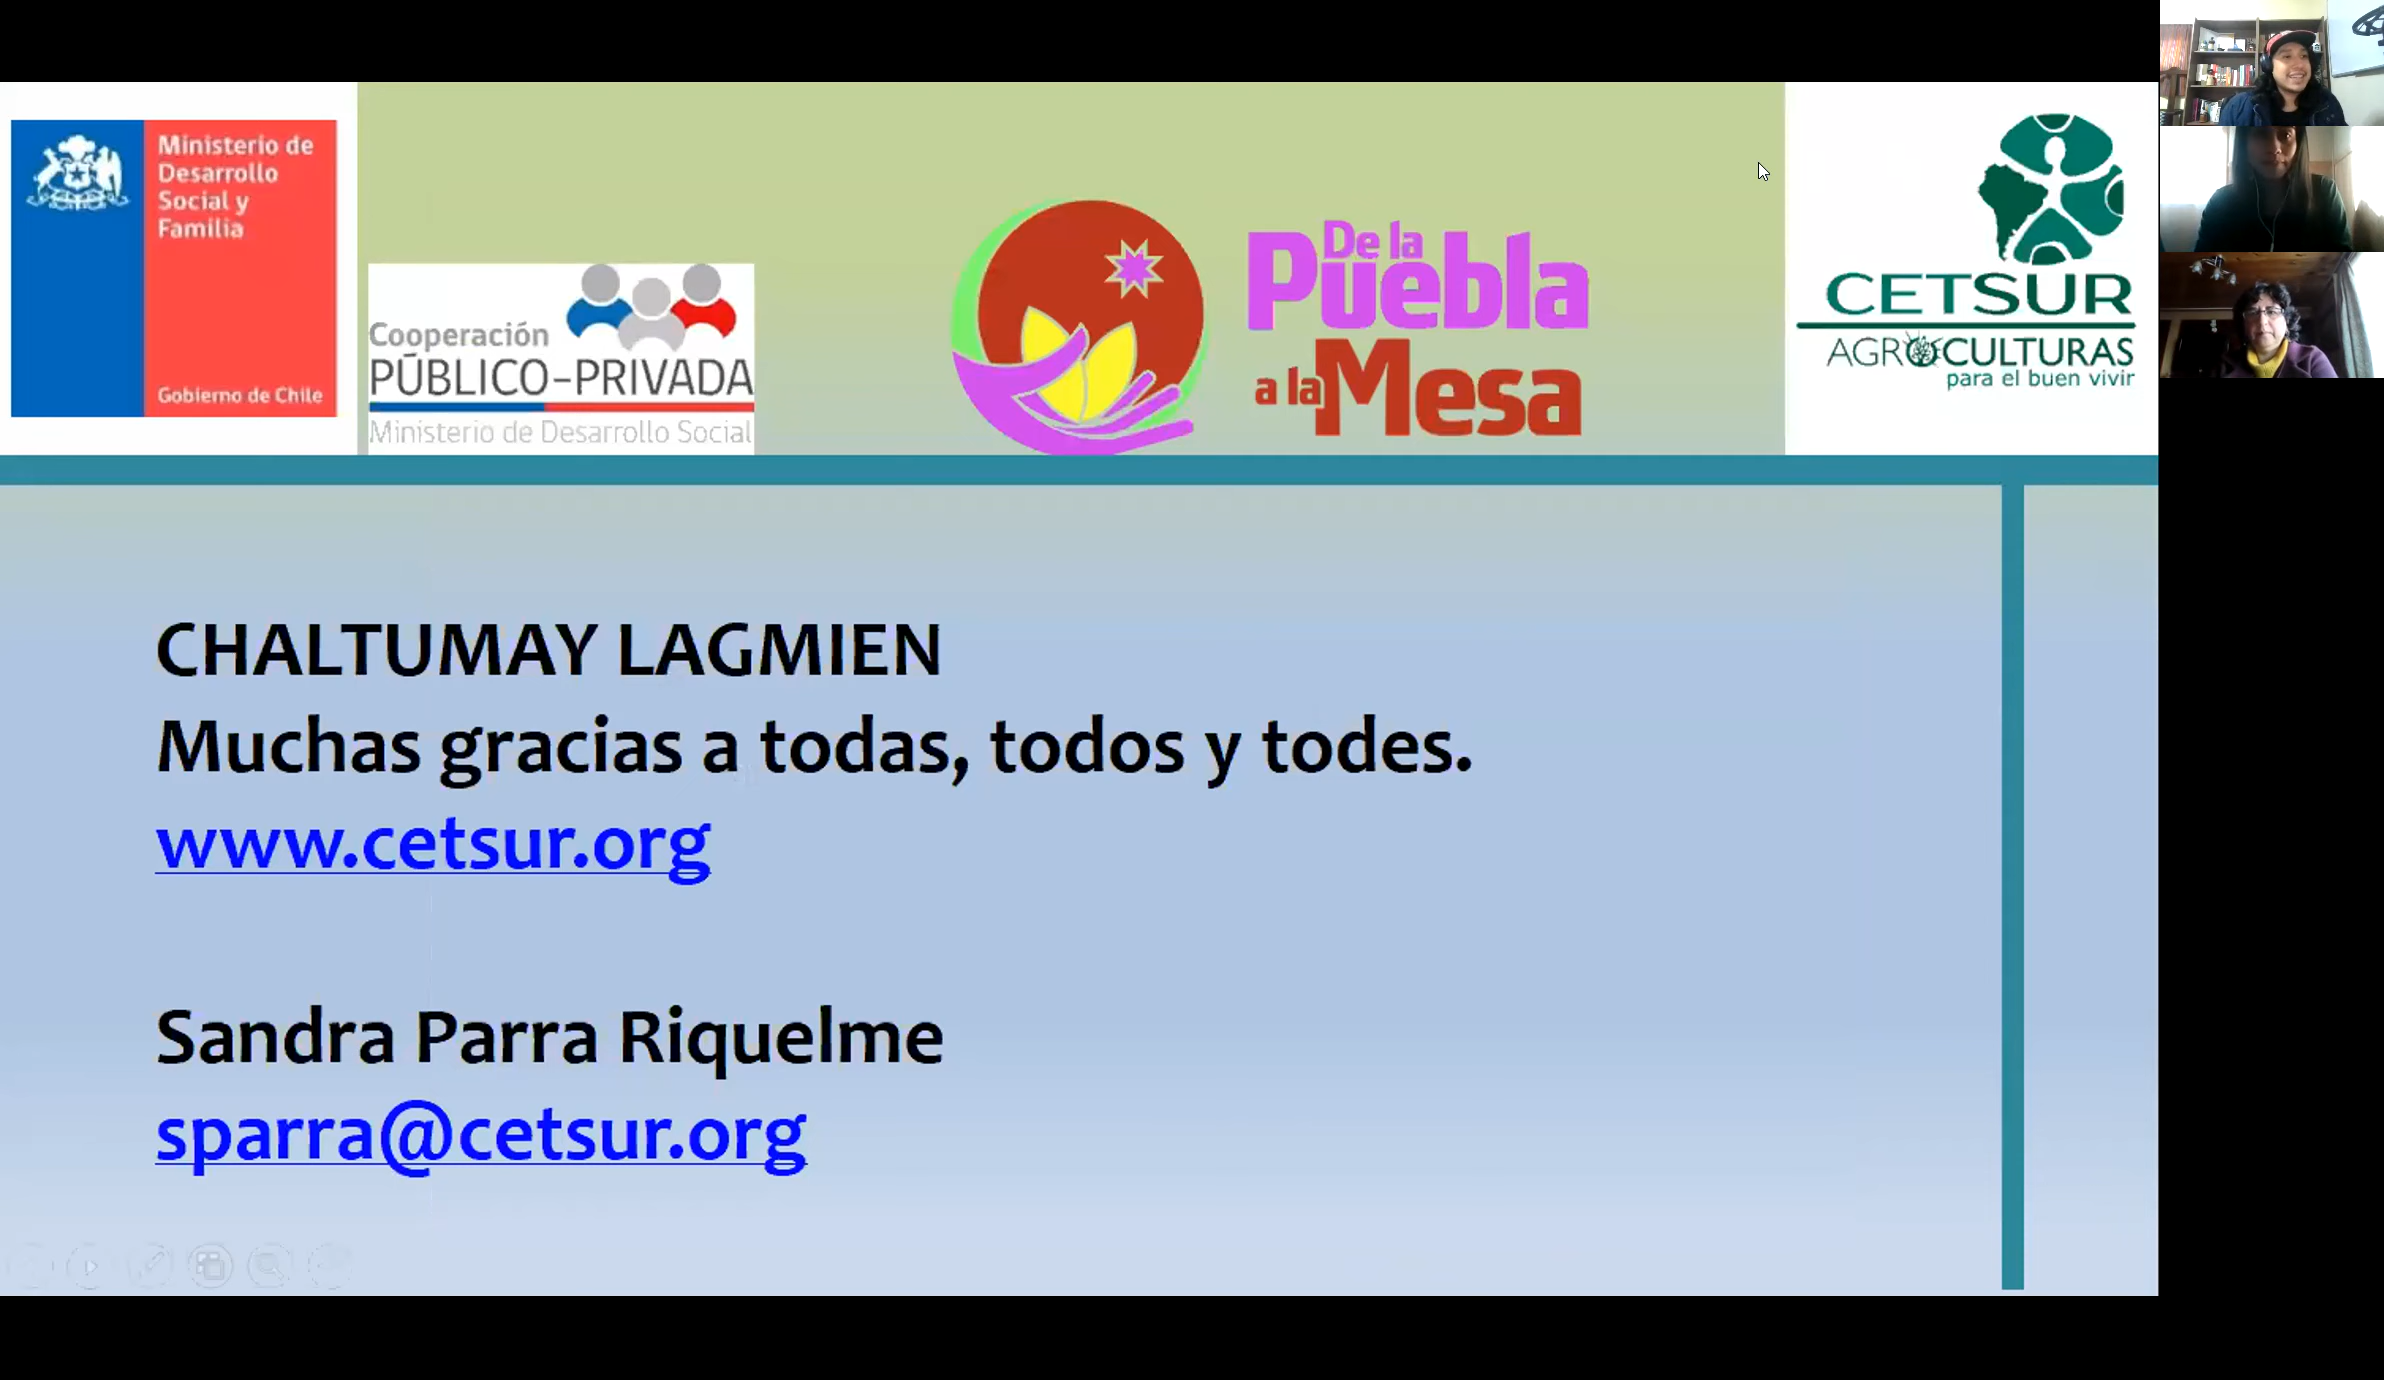 Ministerio de
Desarrollo
Social y
Familia
Gobierno de Chile
Cooperación
PÚBLICO-PRIVADA
Ministerio de Desarrollo Social
De la
Puebla
a la Mesa
CETSUR
AGROCULTURAS
para el buen vivir
CHALTUMAY LAGMIEN
Muchas gracias a todas, todos y todes.
www.cetsur.org
Sandra Parra Riquelme
sparra@cetsur.org